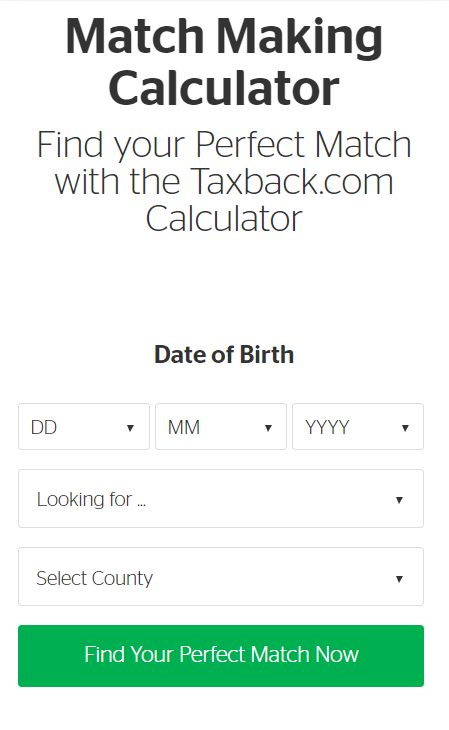 Match Making
Calculator
Find your Perfect Match
with the Taxback.com
Calculator
Date of Birth
DD MM YYYY
Looking for ...
Select County
Find Your Perfect Match Now